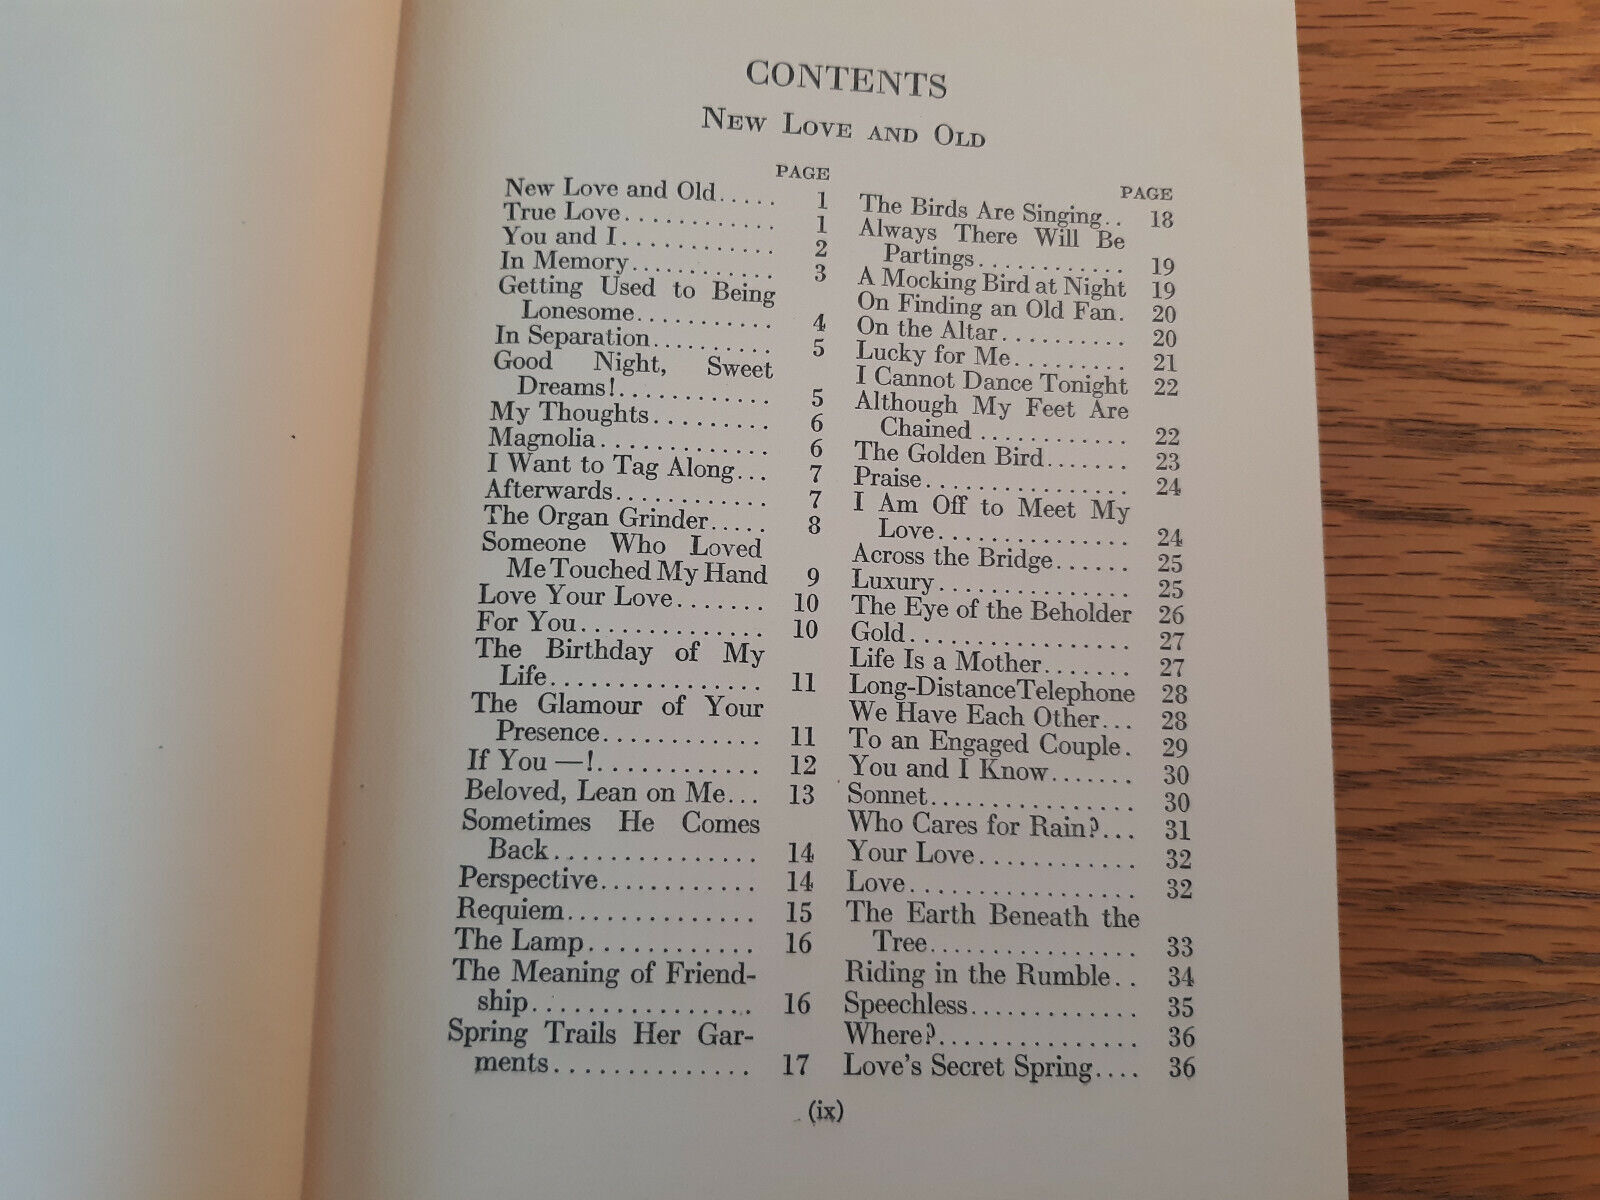 CONTENTS
New Love and Old
PAGE
New Love and Old..... 1
True Love............ 1
You and I............ 2
In Memory............ 3
Getting Used to Being
Lonesome........... 4
In Separation.......... 5
Good Night, Sweet
Dreams!............ 5
My Thoughts......... 6
Magnolia............. 6
I Want to Tag Along... 7
Afterwards............ 7
The Organ Grinder..... 8
Someone Who Loved
Me Touched My Hand 9
Love Your Love....... 10
For You.............. 10
The Birthday of My
Life................ 11
The Glamour of Your
Presence............ 11
If You —!............ 12
Beloved, Lean on Me... 13
Sometimes He Comes
Back............... 14
Perspective............ 14
Requiem.............. 15
The Lamp............ 16
The Meaning of Friend-
ship................ 16
Spring Trails Her Gar-
ments.............. 17
PAGE
The Birds Are Singing.. 18
Always There Will Be
Partings............ 19
A Mocking Bird at Night 19
On Finding an Old Fan. 20
On the Altar.......... 20
Lucky for Me......... 21
I Cannot Dance Tonight 22
Although My Feet Are
Chained ............ 22
The Golden Bird....... 23
Praise................ 24
I Am Off to Meet My
Love............... 24
Across the Bridge...... 25
Luxury............... 25
The Eye of the Beholder 26
Gold................. 27
Life Is a Mother....... 27
Long-Distance Telephone 28
We Have Each Other... 28
To an Engaged Couple. 29
You and I Know....... 30
Sonnet................ 30
Who Cares for Rain?... 31
Your Love............ 32
Love................. 32
The Earth Beneath the
Tree................ 33
Riding in the Rumble.. 34
Speechless............. 35
Where?............... 36
Love's Secret Spring.... 36
(ix)